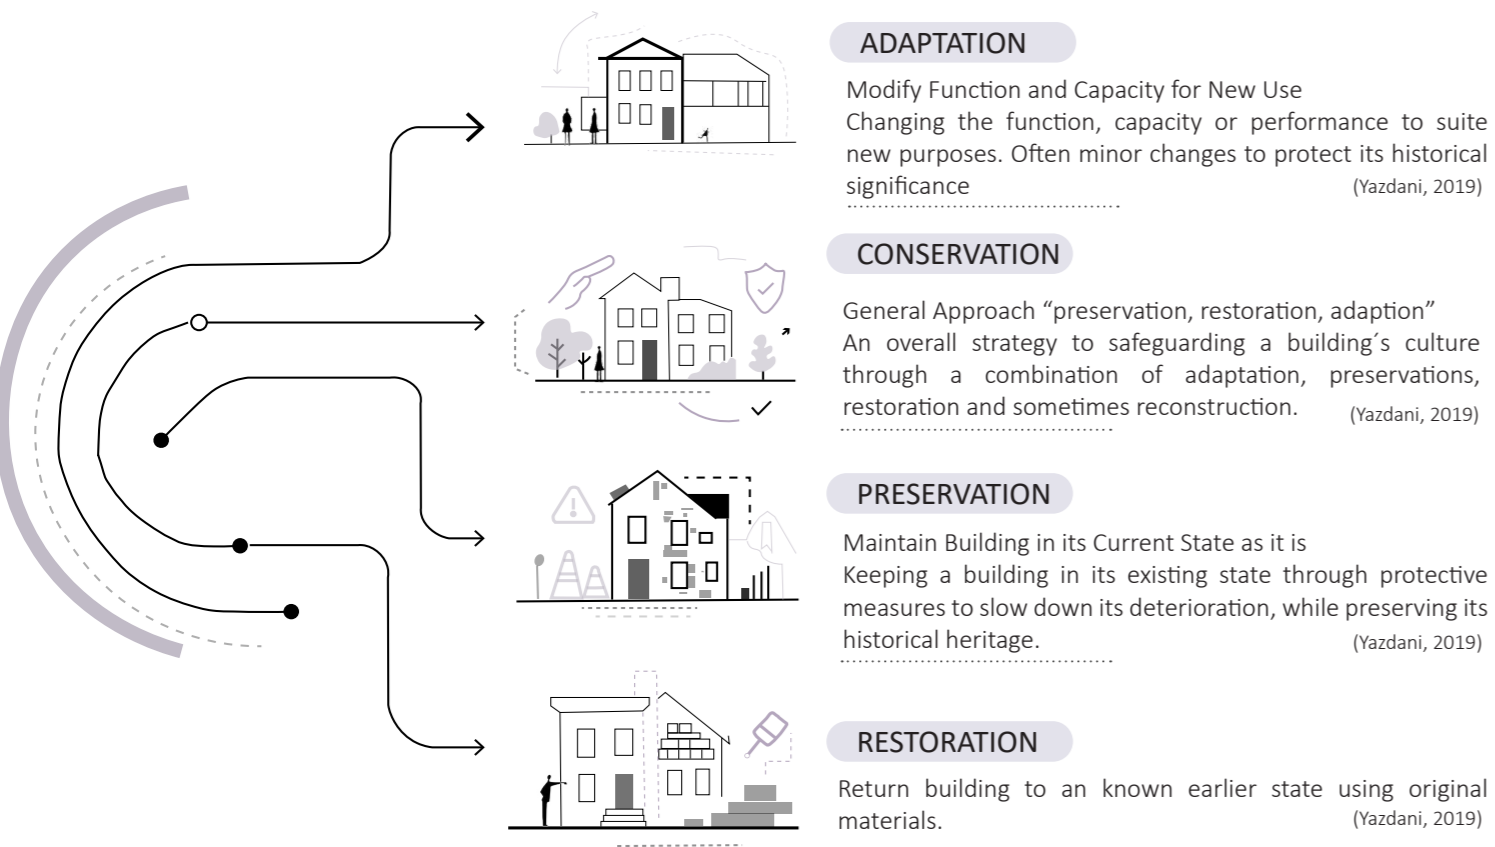 ADAPTATION
Modify Function and Capacity for New Use
Changing the function, capacity or performance to suite
new purposes. Often minor changes to protect its historical
significance
(Yazdani, 2019)
CONSERVATION
General Approach “preservation, restoration, adaption”
An overall strategy to safeguarding a building´s culture
through a combination of adaptation, preservations,
restoration and sometimes reconstruction.
(Yazdani, 2019)
PRESERVATION
Maintain Building in its Current State as it is
Keeping a building in its existing state through protective
measures to slow down its deterioration, while preserving its
historical heritage.
(Yazdani, 2019)
RESTORATION
Return building to an known earlier state using original
materials.
(Yazdani, 2019)